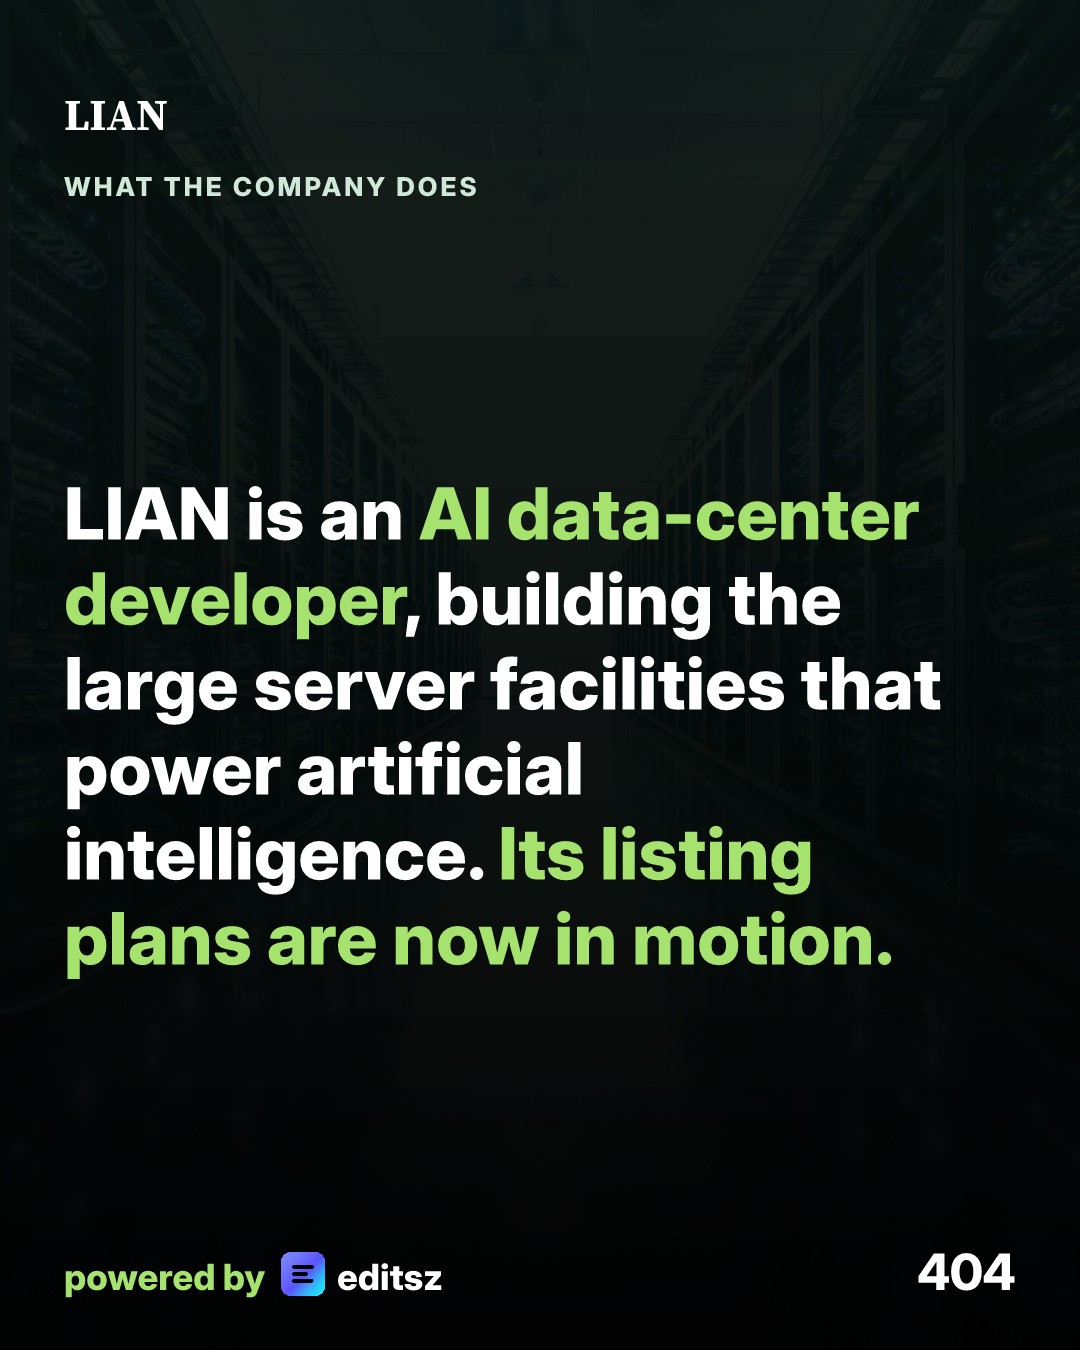 LIAN
WHAT THE COMPANY DOES
LIAN is an AI data-center
developer, building the
large server facilities that
power artificial
intelligence. Its listing
plans are now in motion.
powered by editsz
404